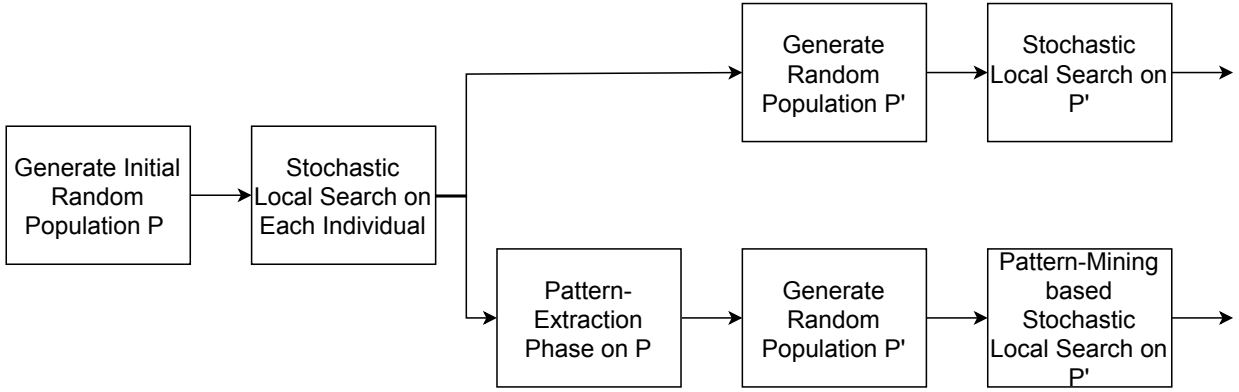 Generate Initial
Random
Population P
Stochastic
Local Search on
Each Individual
Generate
Random
Population P'
Stochastic
Local Search on
P'
Pattern-
Extraction
Phase on P
Generate
Random
Population P'
Pattern-Mining
based
Stochastic
Local Search on
P'